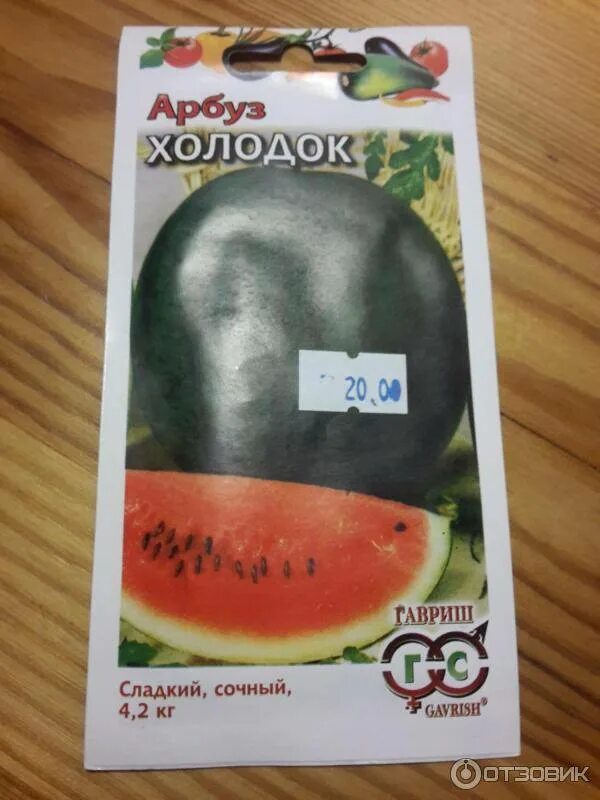 Арбуз
ХОЛОДОК
20,00
ГАВРИШ
ГС
GAVRISH®
Сладкий, сочный,
4,2 кг
ОТЗОВИК